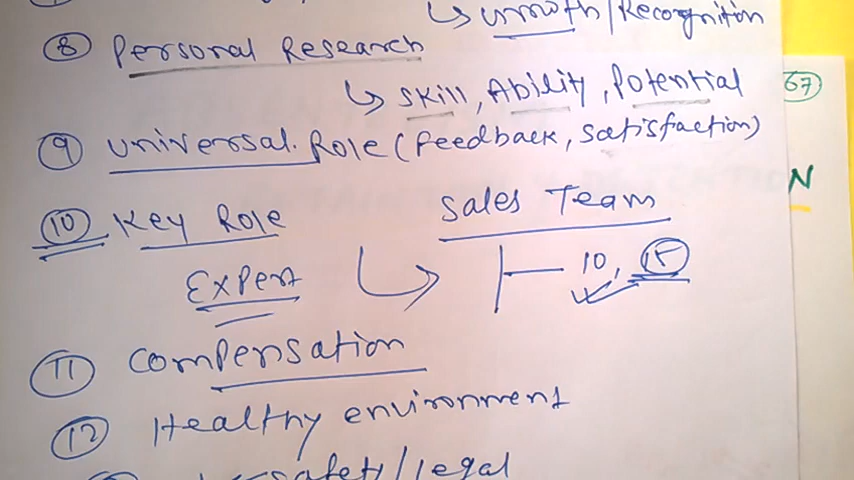 ↳ Growth/Recognition
⑧ Personal Research
↳ Skill, Ability, Potential
67
⑨ Universal. Role (feedback, satisfaction)
N
⑩ Key Role
Sales Team
Expert
10, 15
⑪ Compensation
⑫ Healthy environment
safety/legal